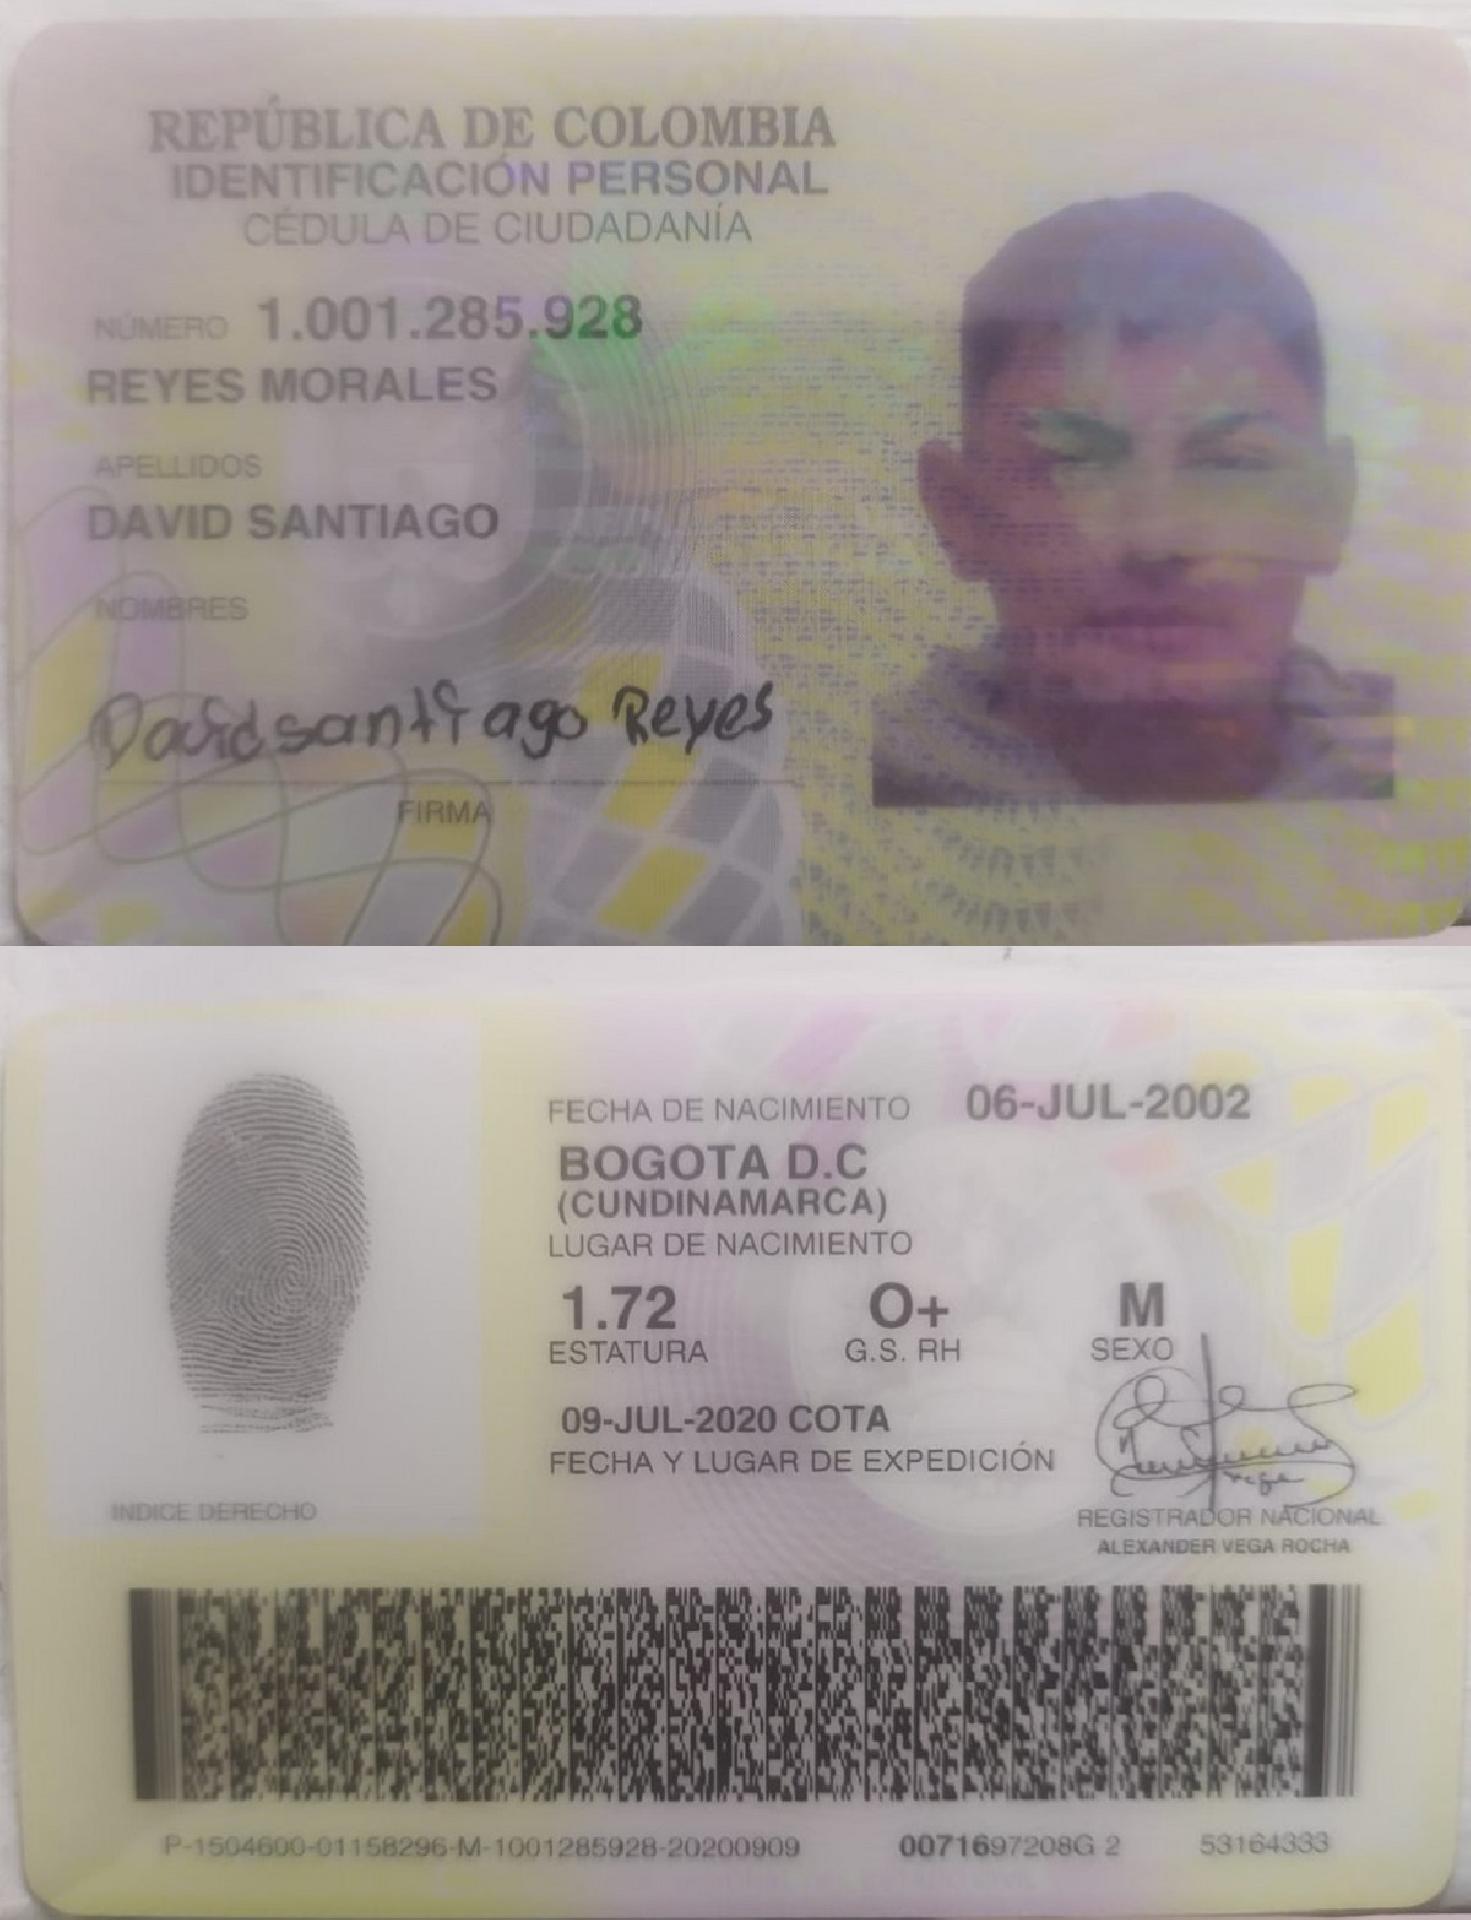 REPÚBLICA DE COLOMBIA
IDENTIFICACIÓN PERSONAL
CÉDULA DE CIUDADANÍA
NÚMERO 1.001.285.928
REYES MORALES
APELLIDOS
DAVID SANTIAGO
NOMBRES
David santiago Reyes
FIRMA
FECHA DE NACIMIENTO 06-JUL-2002
BOGOTA D.C
(CUNDINAMARCA)
LUGAR DE NACIMIENTO
1.72 O+ M
ESTATURA G.S. RH SEXO
09-JUL-2020 COTA
FECHA Y LUGAR DE EXPEDICIÓN
INDICE DERECHO
REGISTRADOR NACIONAL
ALEXANDER VEGA ROCHA
P-1504600-01158296-M-1001285928-20200909 0071697208G 2 53164333